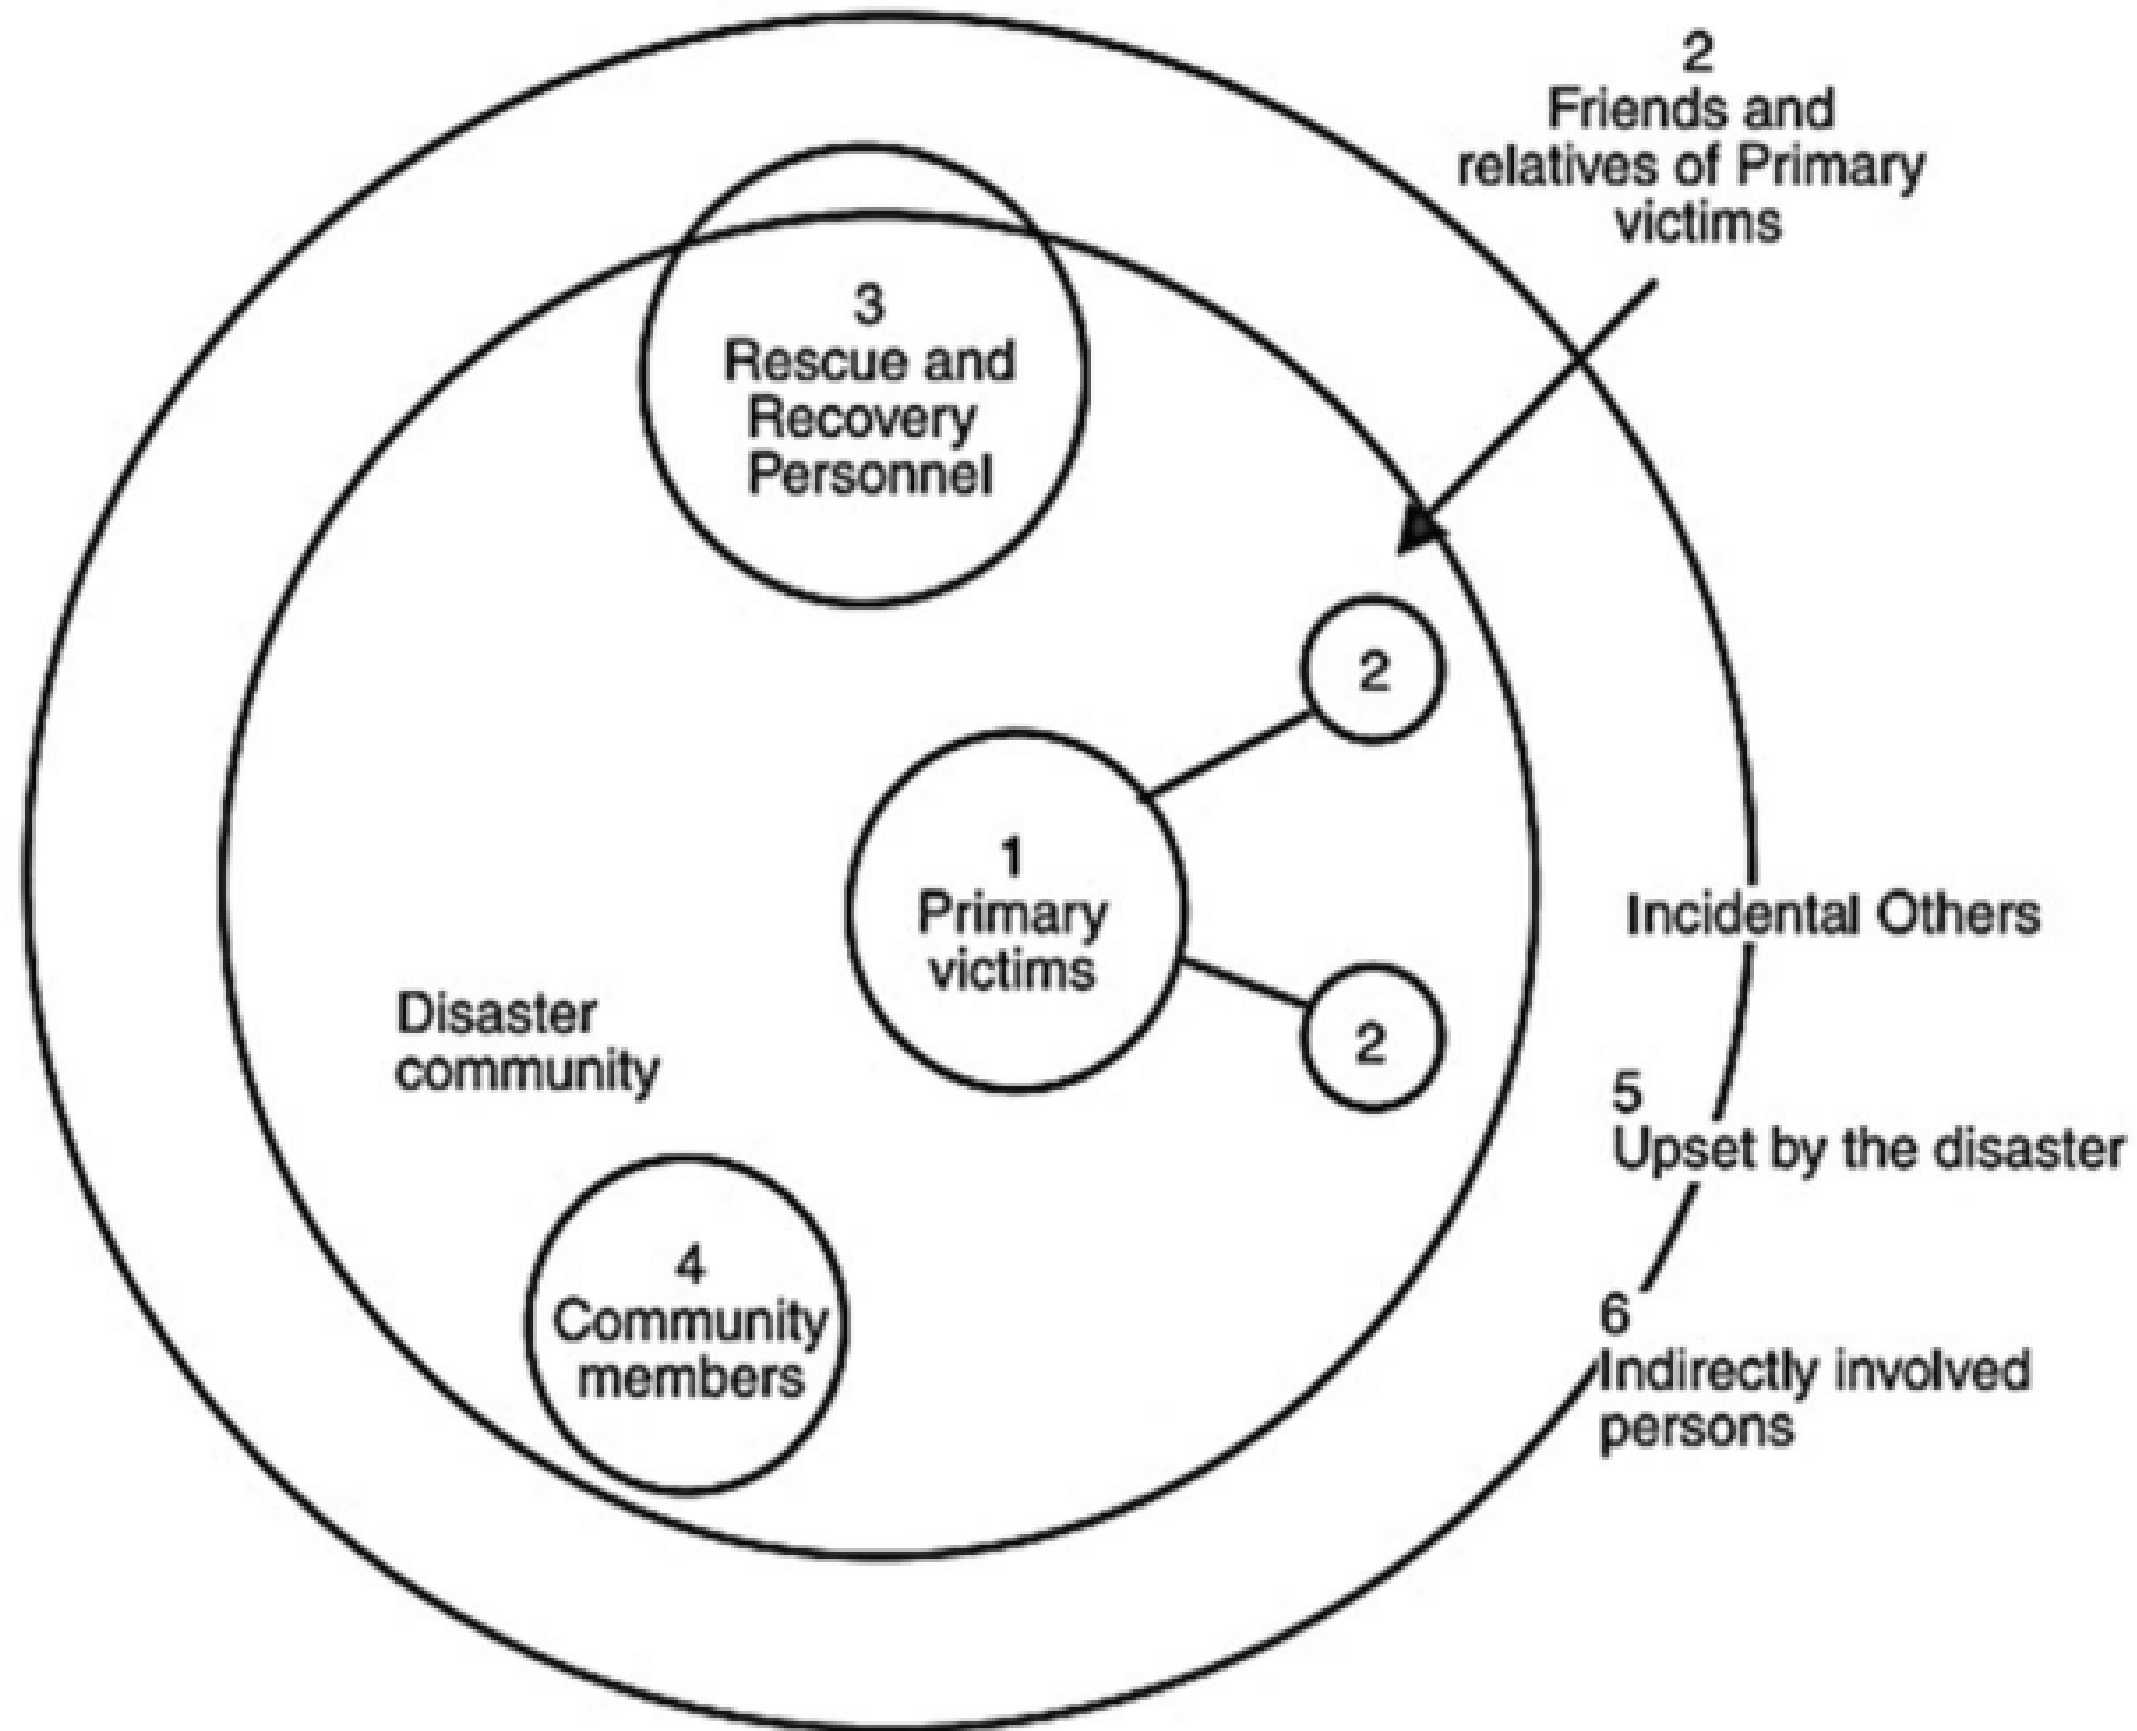 2
Friends and
relatives of Primary
victims
3
Rescue and
Recovery
Personnel
2
1
Primary
victims
Incidental Others
2
Disaster
community
5
Upset by the disaster
4
Community
members
6
Indirectly involved
persons